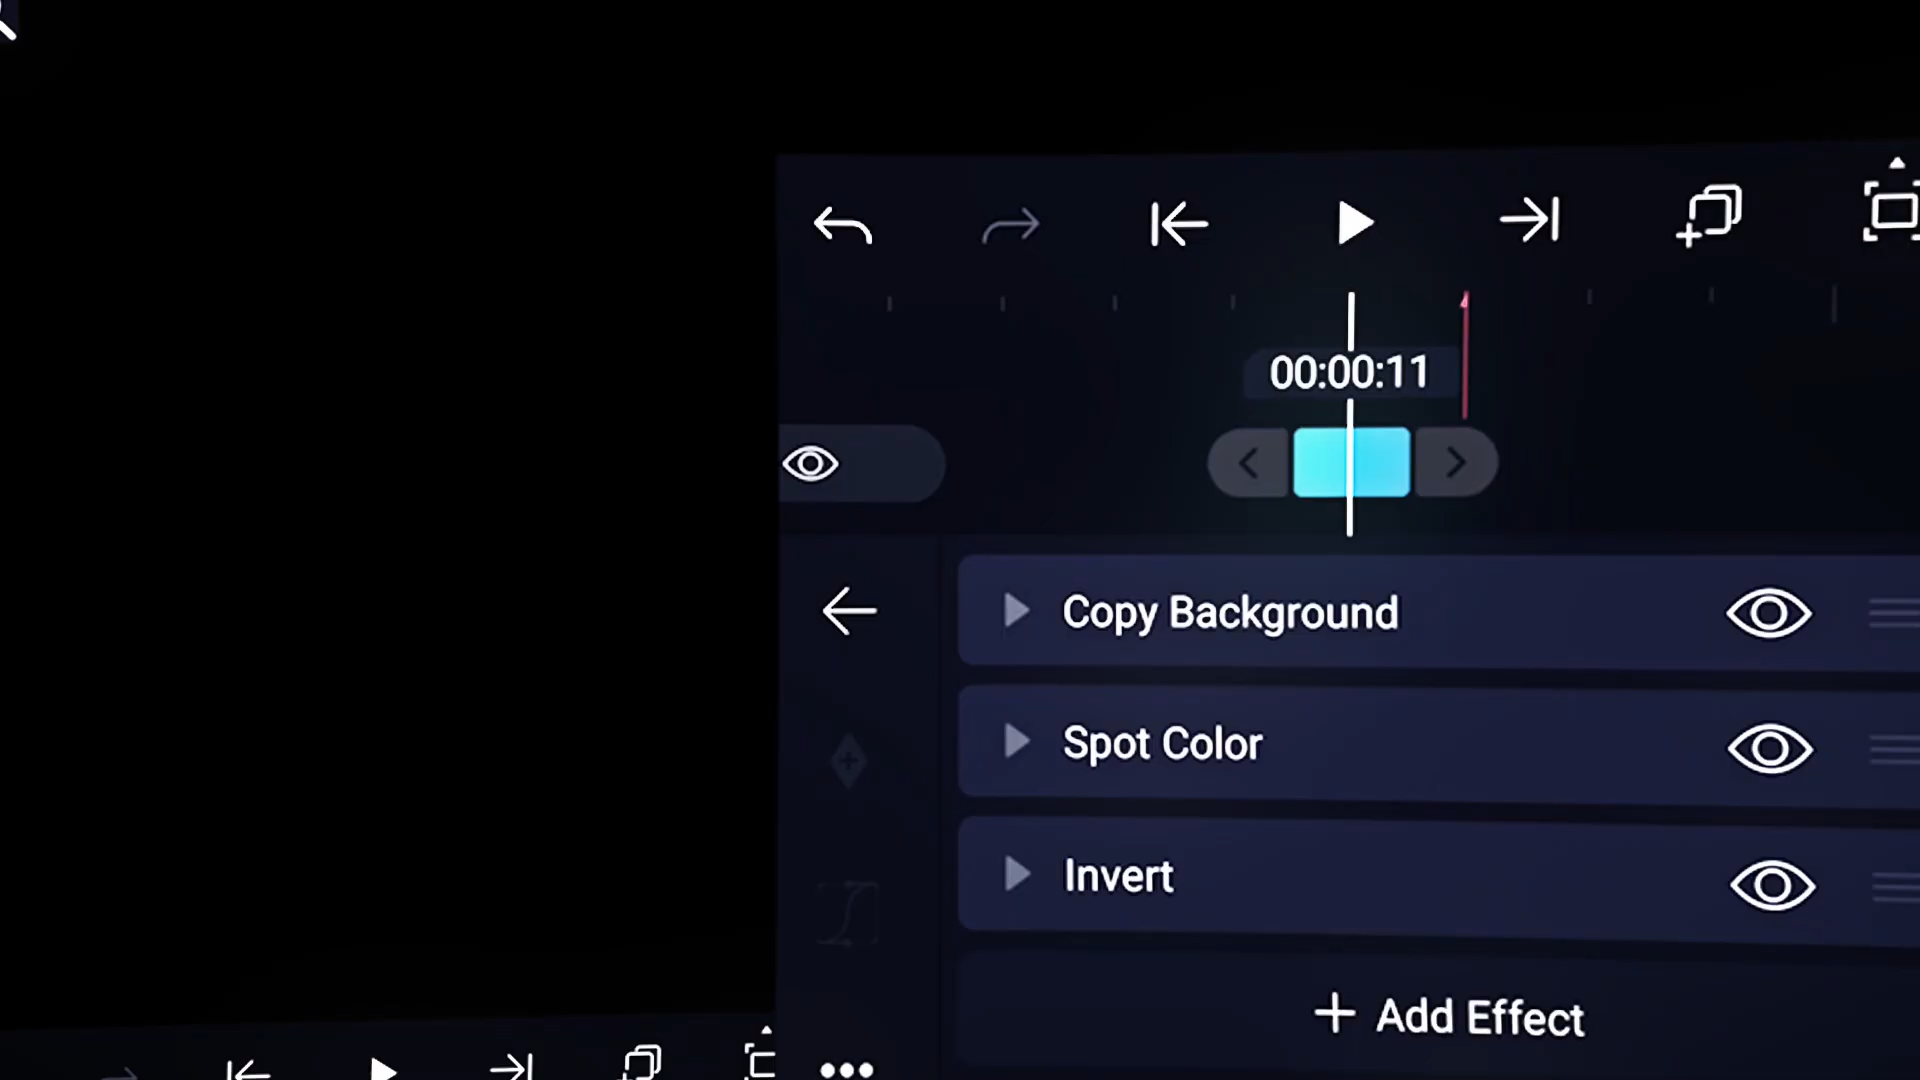 00:00:11
Copy Background
Spot Color
Invert
+ Add Effect